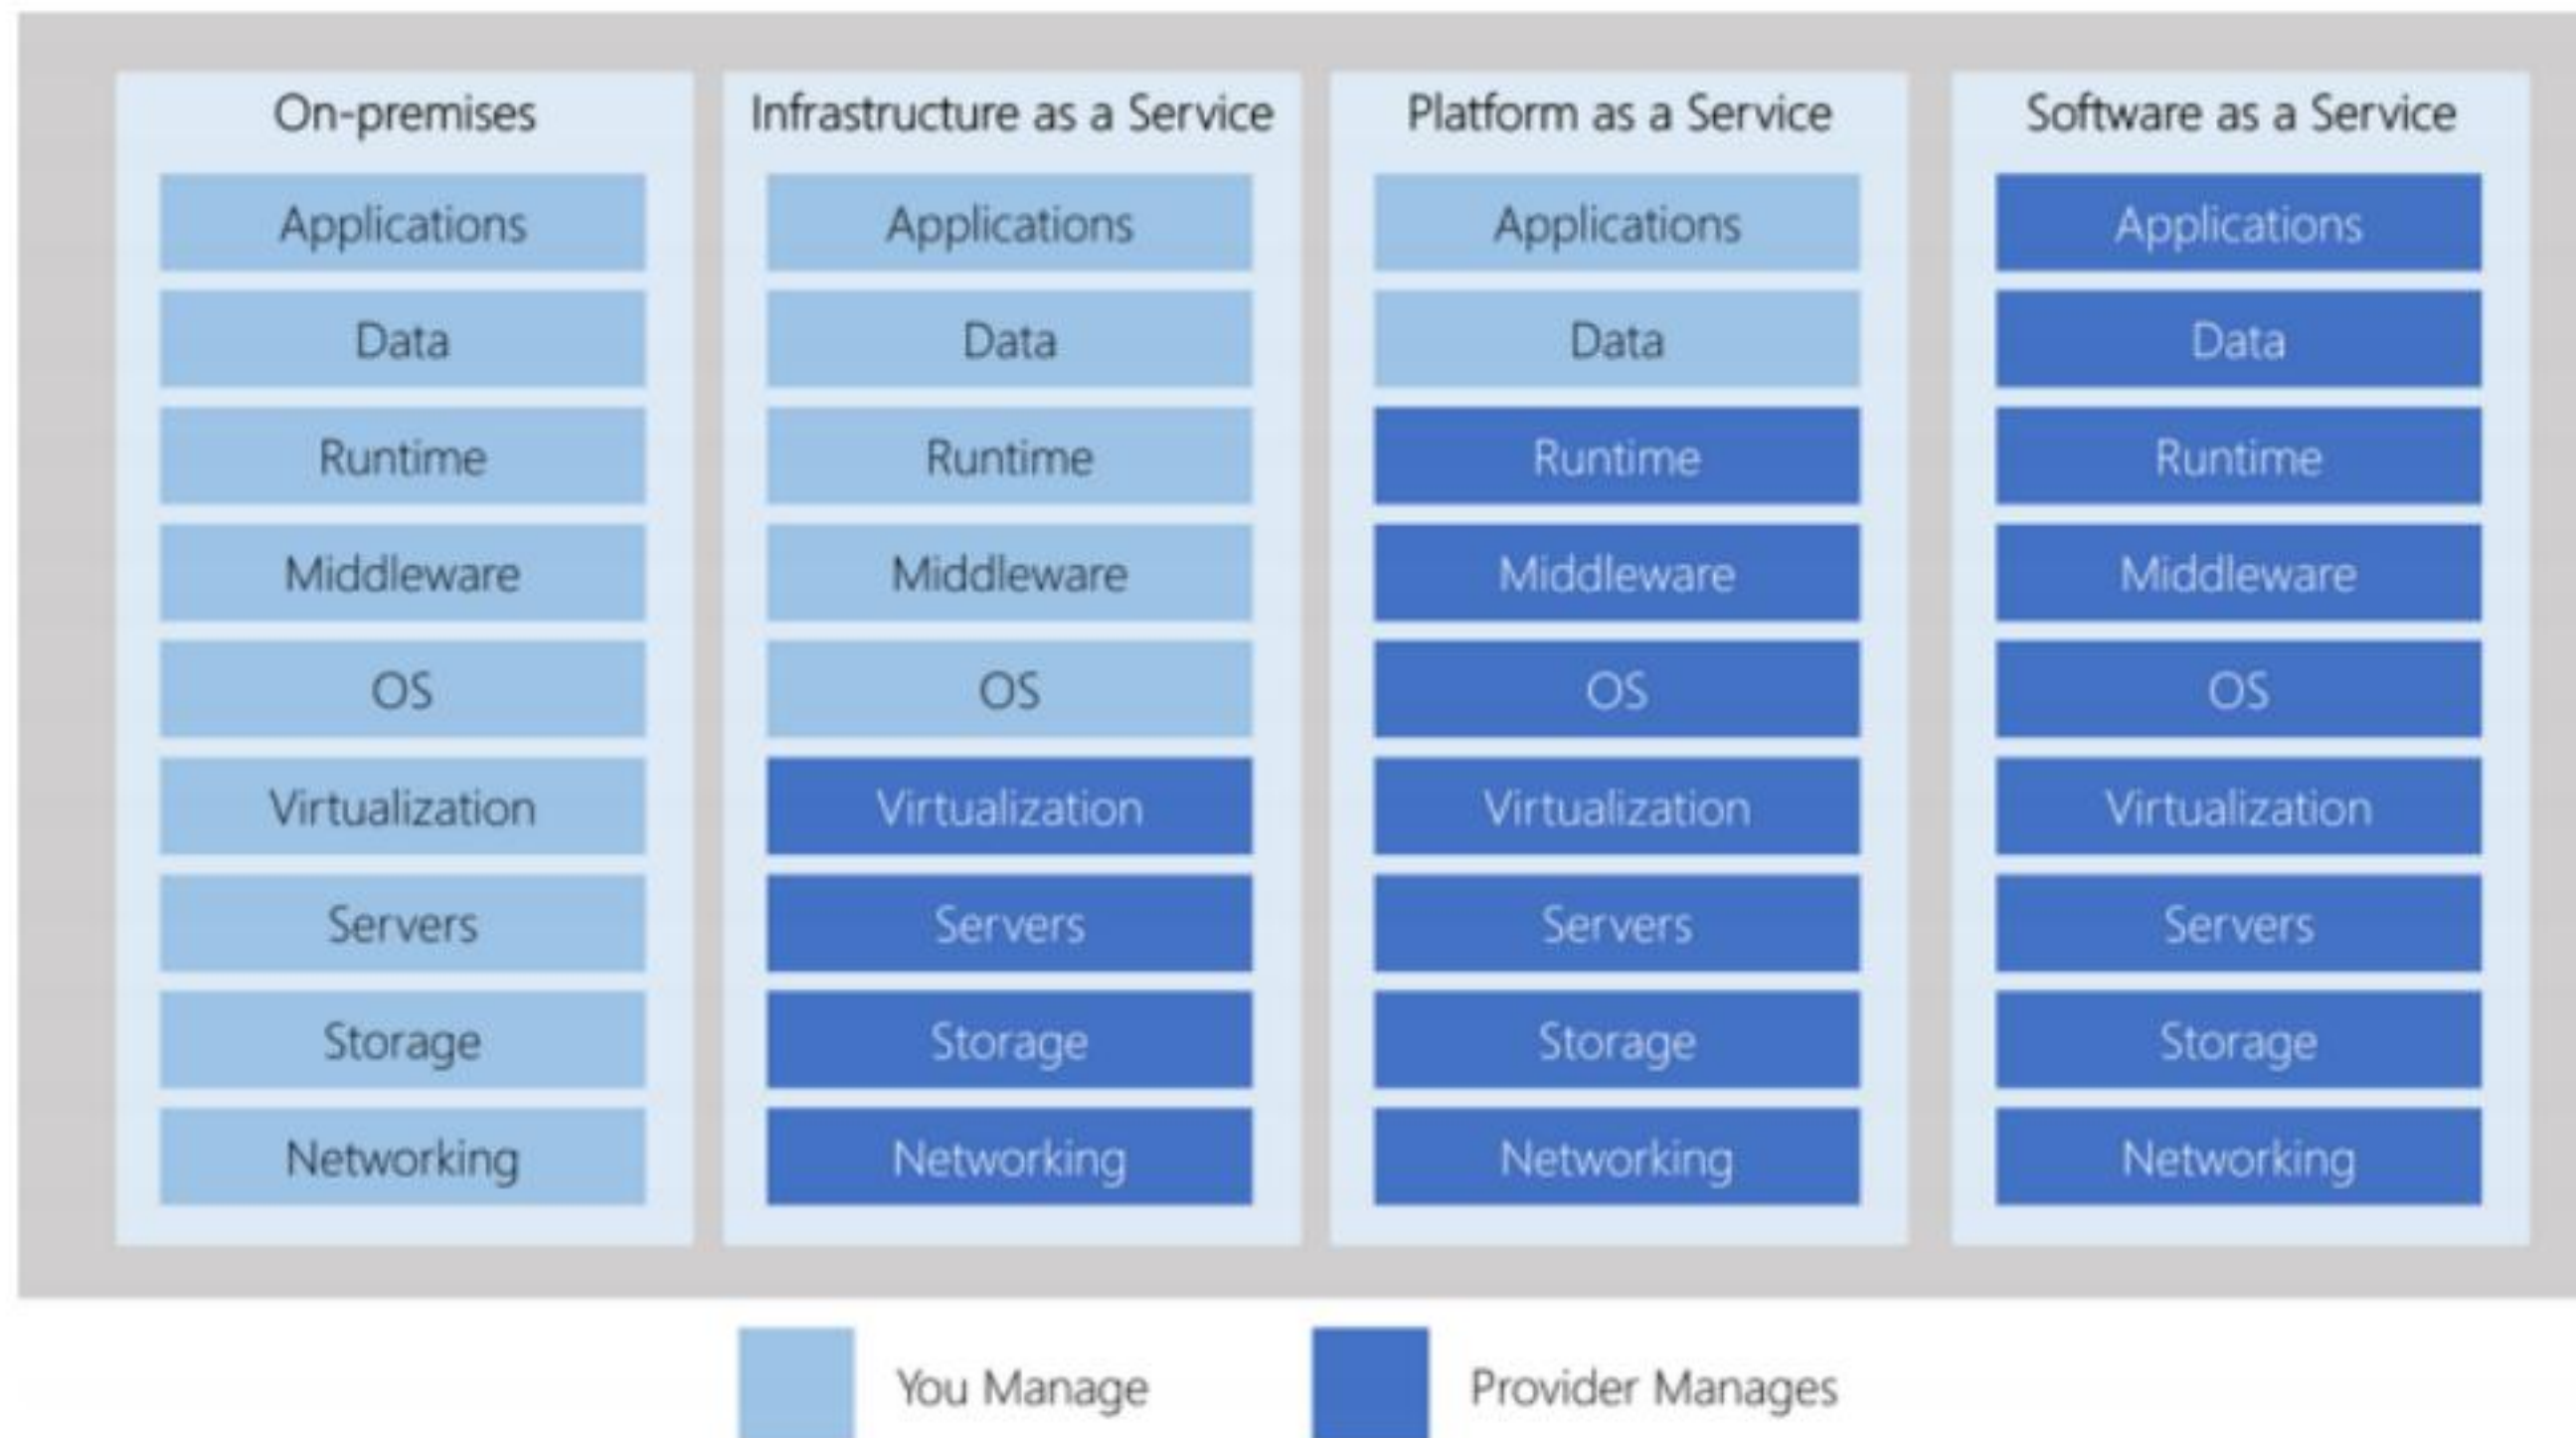 On-premises
Applications
Data
Runtime
Middleware
OS
Virtualization
Servers
Storage
Networking
Infrastructure as a Service
Applications
Data
Runtime
Middleware
OS
Virtualization
Servers
Storage
Networking
Platform as a Service
Applications
Data
Runtime
Middleware
OS
Virtualization
Servers
Storage
Networking
Software as a Service
Applications
Data
Runtime
Middleware
OS
Virtualization
Servers
Storage
Networking
You Manage
Provider Manages